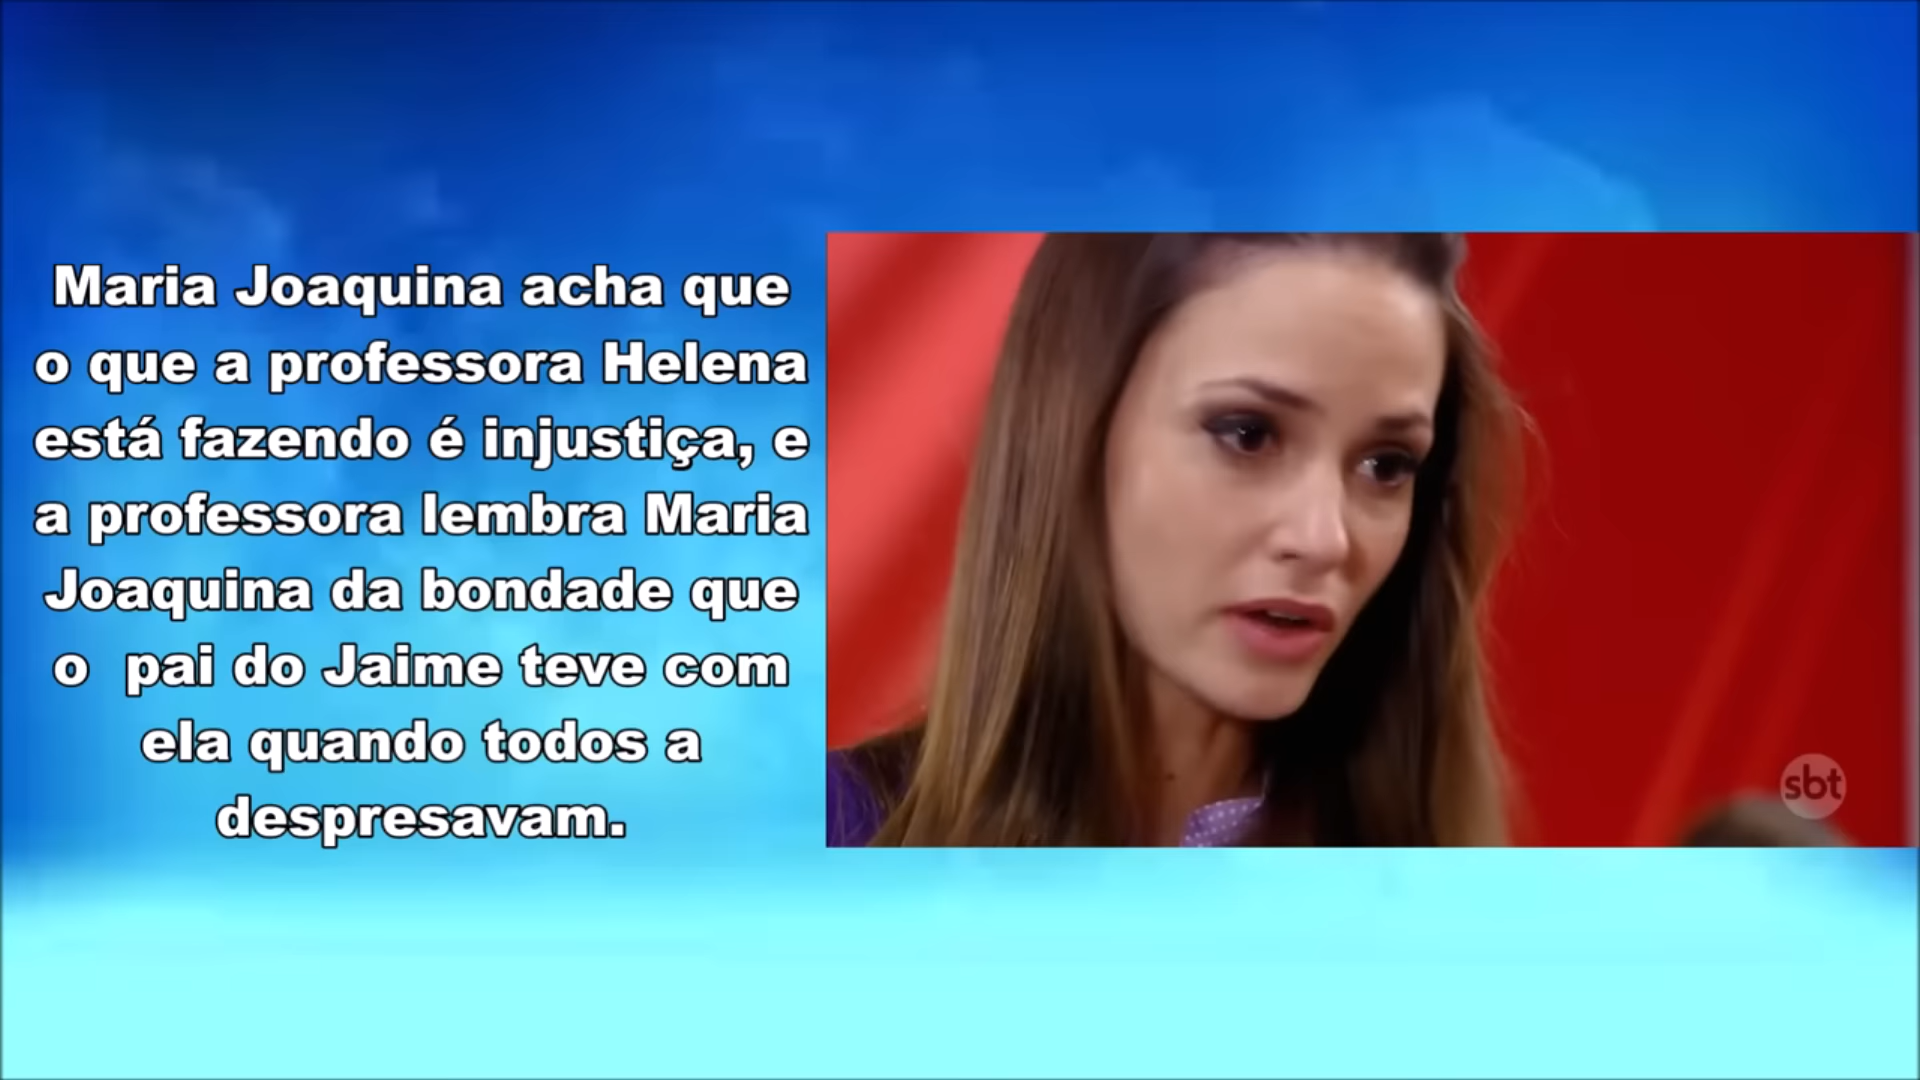 Maria Joaquina acha que
o que a professora Helena
está fazendo é injustiça, e
a professora lembra Maria
Joaquina da bondade que
o  pai do Jaime teve com
ela quando todos a
despresavam.
sbt